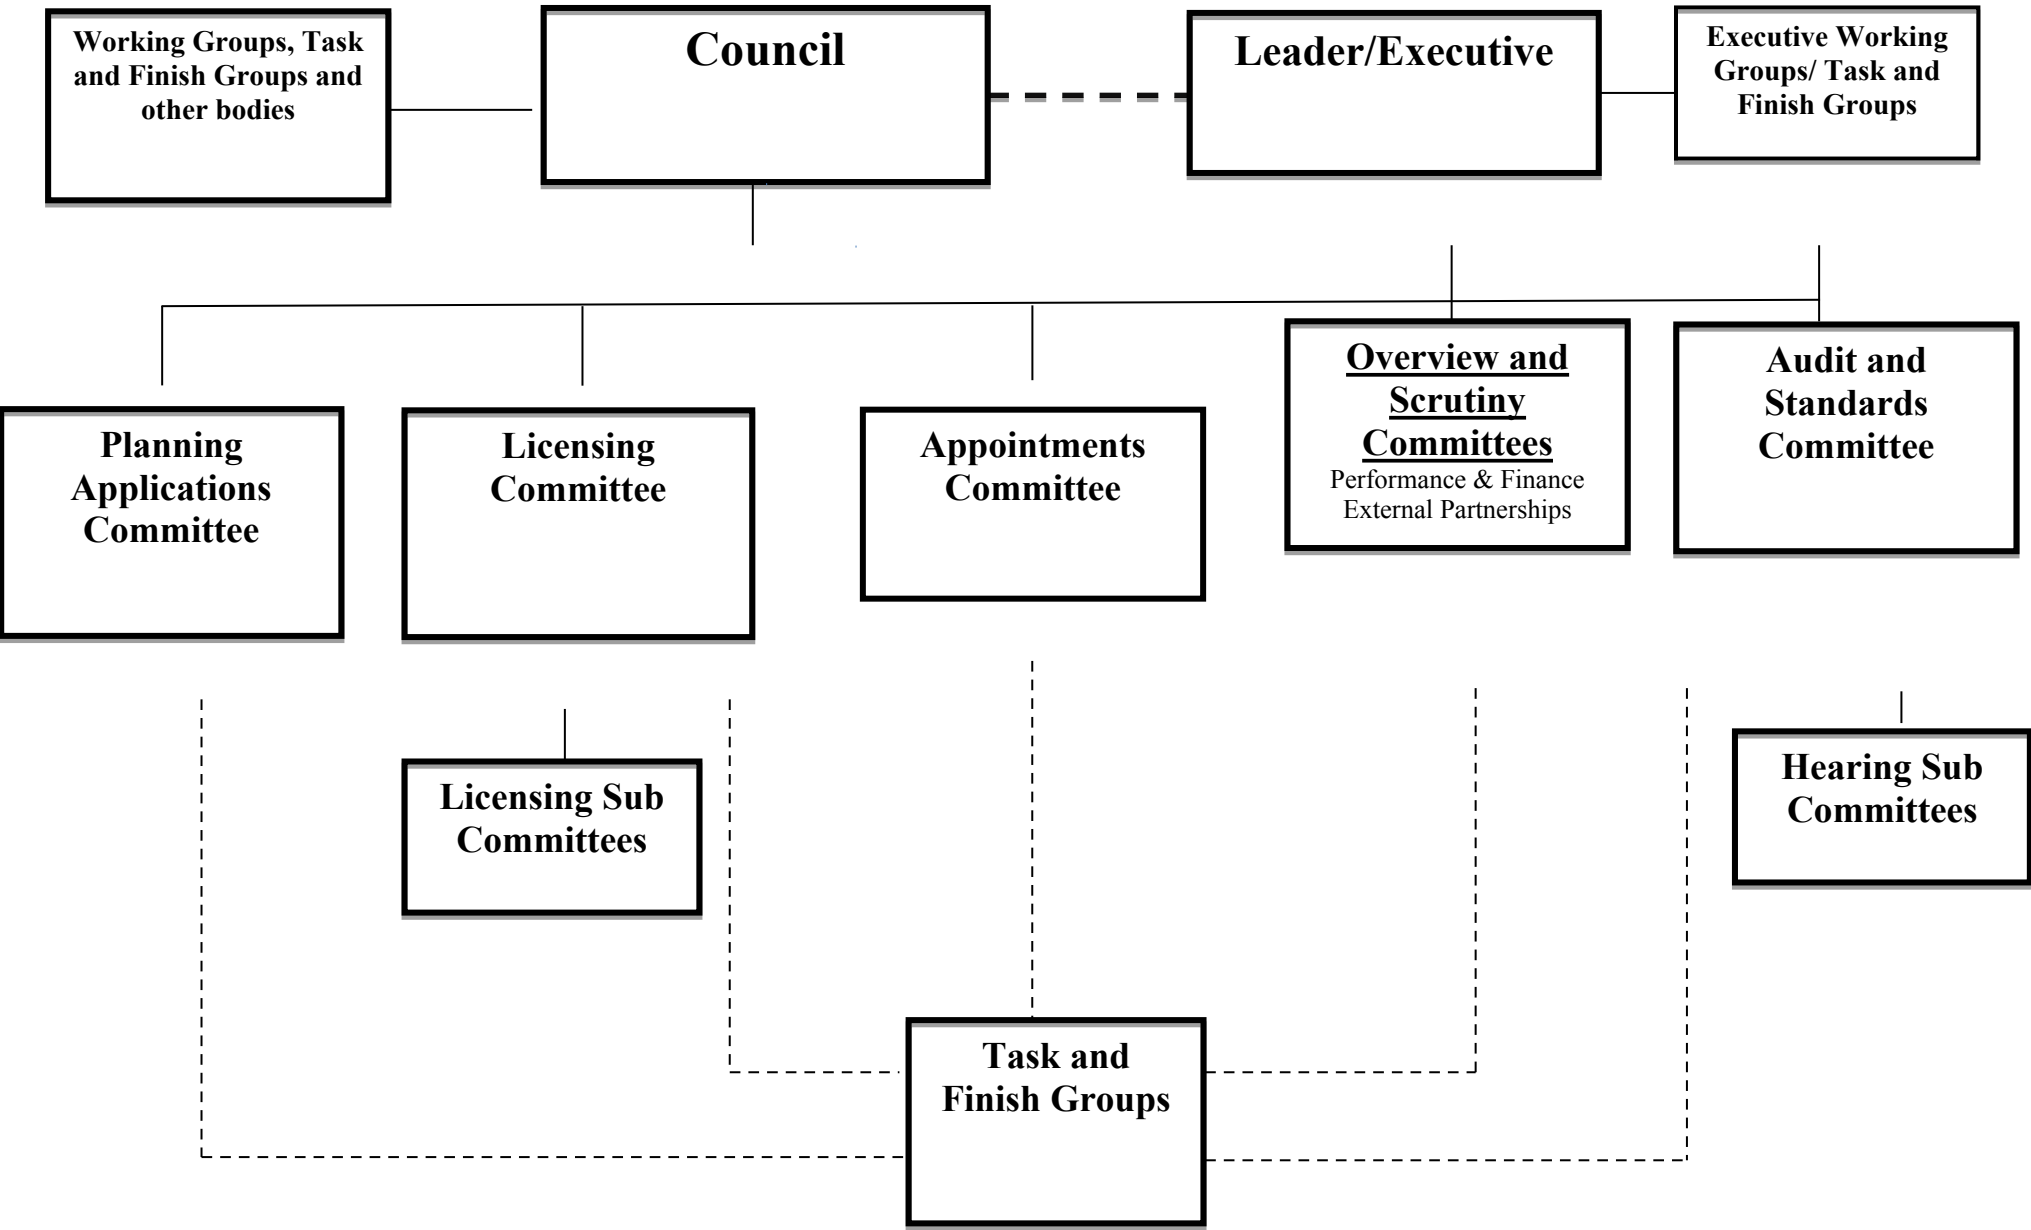 Working Groups, Task
and Finish Groups and
other bodies
Council
Leader/Executive
Executive Working
Groups/ Task and
Finish Groups
Planning
Applications
Committee
Licensing
Committee
Appointments
Committee
Overview and
Scrutiny
Committees
Performance & Finance
External Partnerships
Audit and
Standards
Committee
Licensing Sub
Committees
Hearing Sub
Committees
Task and
Finish Groups